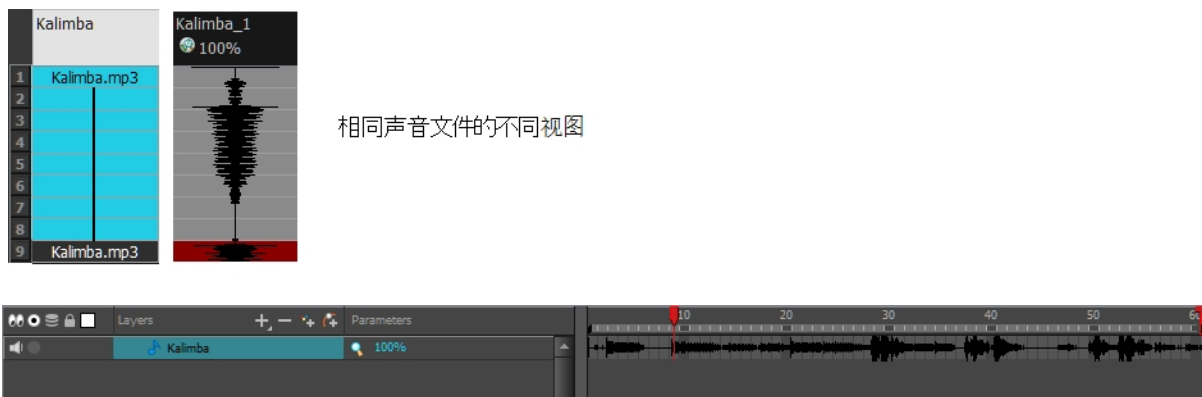 Kalimba
Kalimba_1
100%
1 Kalimba.mp3
2
3
4
5
6
7
8
9 Kalimba.mp3
相同声音文件的不同视图
Layers
Parameters
10 20 30 40 50
Kalimba
100%